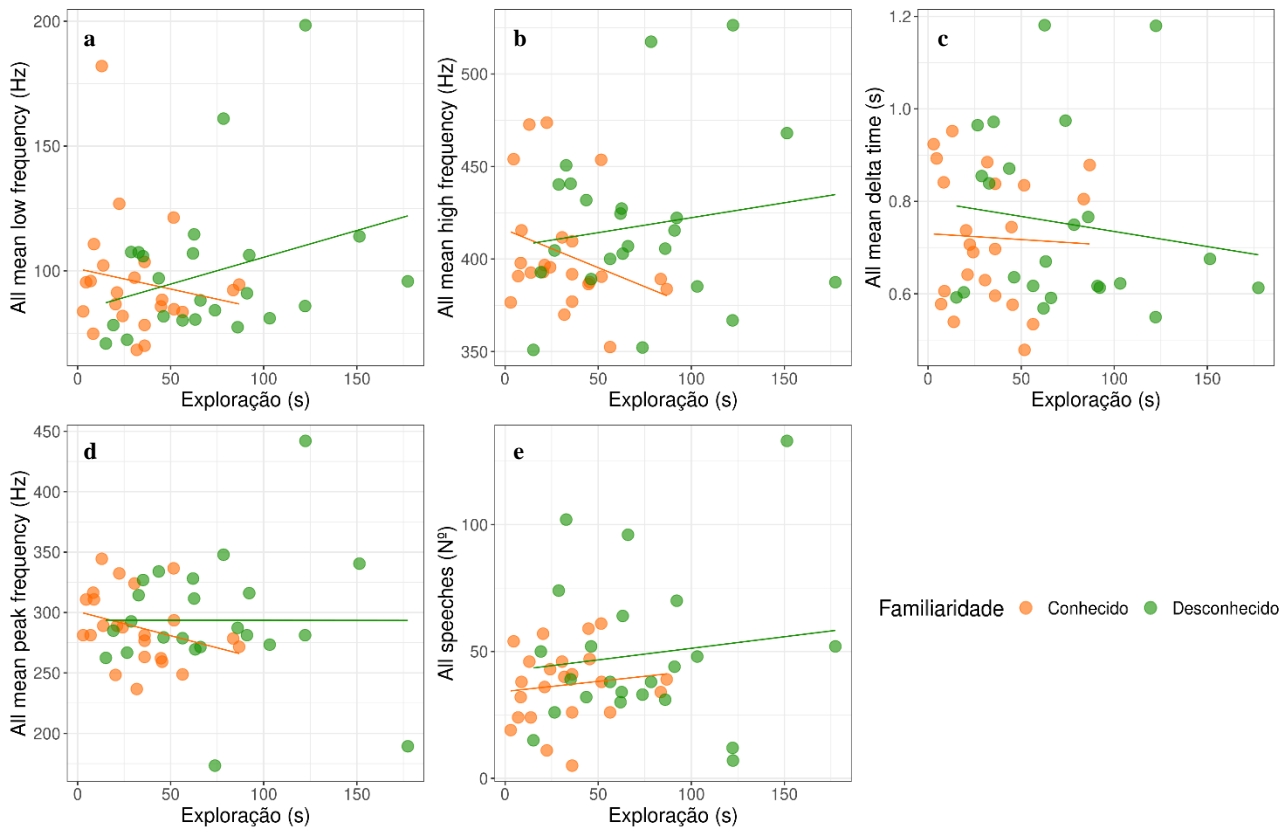 a
All mean low frequency (Hz)
200
150
100
0
50
100
150
Exploração (s)
b
All mean high frequency (Hz)
500
450
400
350
0
50
100
150
Exploração (s)
c
All mean delta time (s)
1.2
1.0
0.8
0.6
0
50
100
150
Exploração (s)
d
All mean peak frequency (Hz)
450
400
350
300
250
200
0
50
100
150
Exploração (s)
e
All speeches (Nº)
100
50
0
0
50
100
150
Exploração (s)
Familiaridade Conhecido Desconhecido